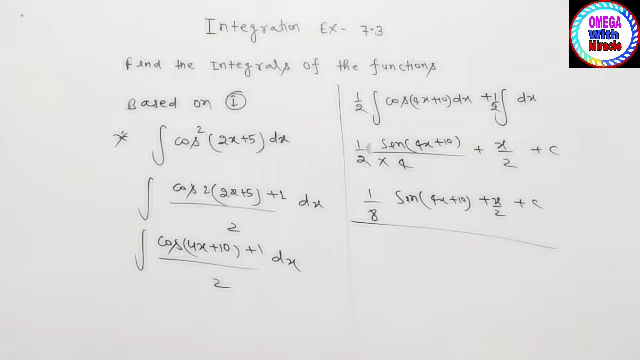 Integration Ex- 7.3
Find the Integrals of the functions
Based on ①
* ∫ cos²(2x+5)dx
∫ cos2(2x+5)+1 / 2 dx
∫ cos(4x+10)+1 / 2 dx
1/2 ∫ cos(4x+10)dx + 1/2 ∫ dx
1/2 sin(4x+10) / × 4 + x/2 + c
1/8 sin(4x+10) + x/2 + c
OMEGA
With
Miracle